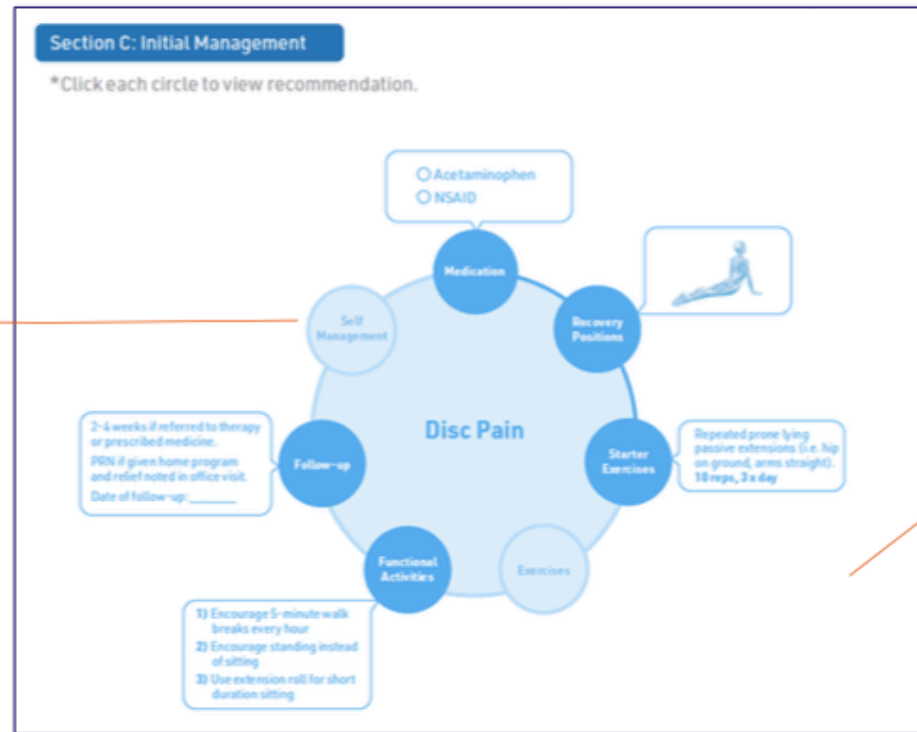 Section C: Initial Management
*Click each circle to view recommendation.
Acetaminophen
NSAID
Medication
Recovery
Positions
Self
Management
Disc Pain
Starter
Exercises
Repeated prone lying
passive extensions (i.e. hip
on ground, arms straight).
10 reps, 3 x day
2-4 weeks if referred to therapy
or prescribed medicine.
PRN if given home program
and relief noted in office visit.
Date of follow-up: _______
Follow-up
Functional
Activities
Exercises
1) Encourage 5-minute walk
breaks every hour
2) Encourage standing instead
of sitting
3) Use extension roll for short
duration sitting